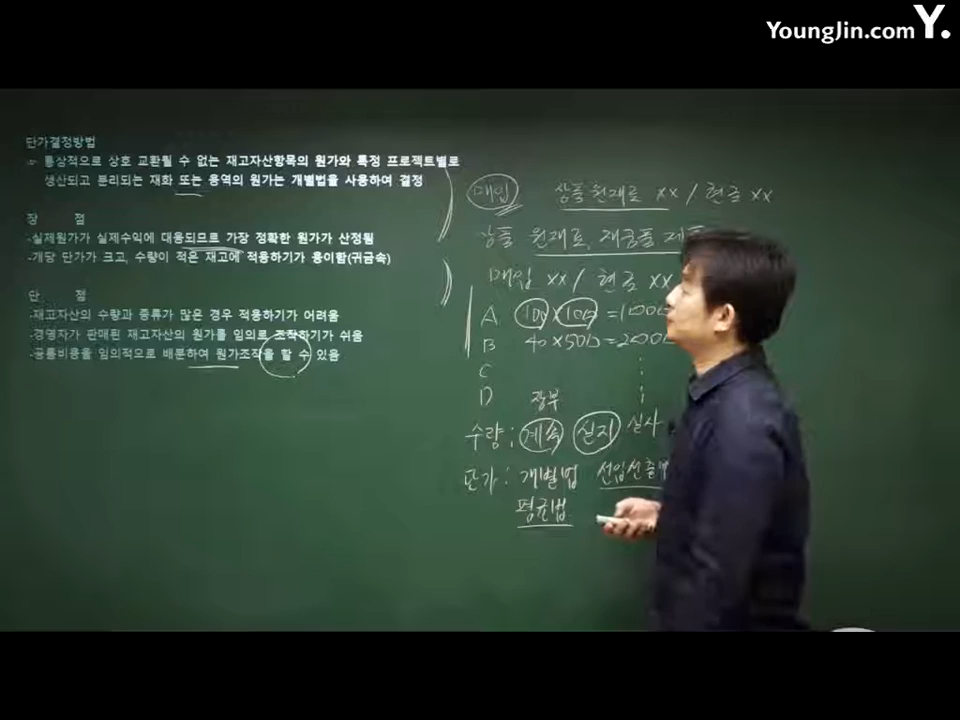 YoungJin.com Y.
단가결정방법
☞ 통상적으로 상호 교환될 수 없는 재고자산항목의 원가와 특정 프로젝트별로
생산되고 분리되는 재화 또는 용역의 원가는 개별법을 사용하여 결정
장 점
-실제원가가 실제수익에 대응되므로 가장 정확한 원가가 산정됨
-개당 단가가 크고, 수량이 적은 재고에 적용하기가 용이함(귀금속)
단 점
-재고자산의 수량과 종류가 많은 경우 적용하기가 어려움
-경영자가 판매된 재고자산의 원가를 임의로 조작하기가 쉬움
-공통비용을 임의적으로 배분하여 원가조작을 할 수 있음
매입 상품 원재료 xx / 현금 xx
상품 원재료, 재공품 제
매입 xx / 현금 xx
A 100 x 100 =1000
B 40 x 500 = 2000
C
D 장부
수량 ; 계속 실지 실사
단가 : 개별법 선입선출
평균법